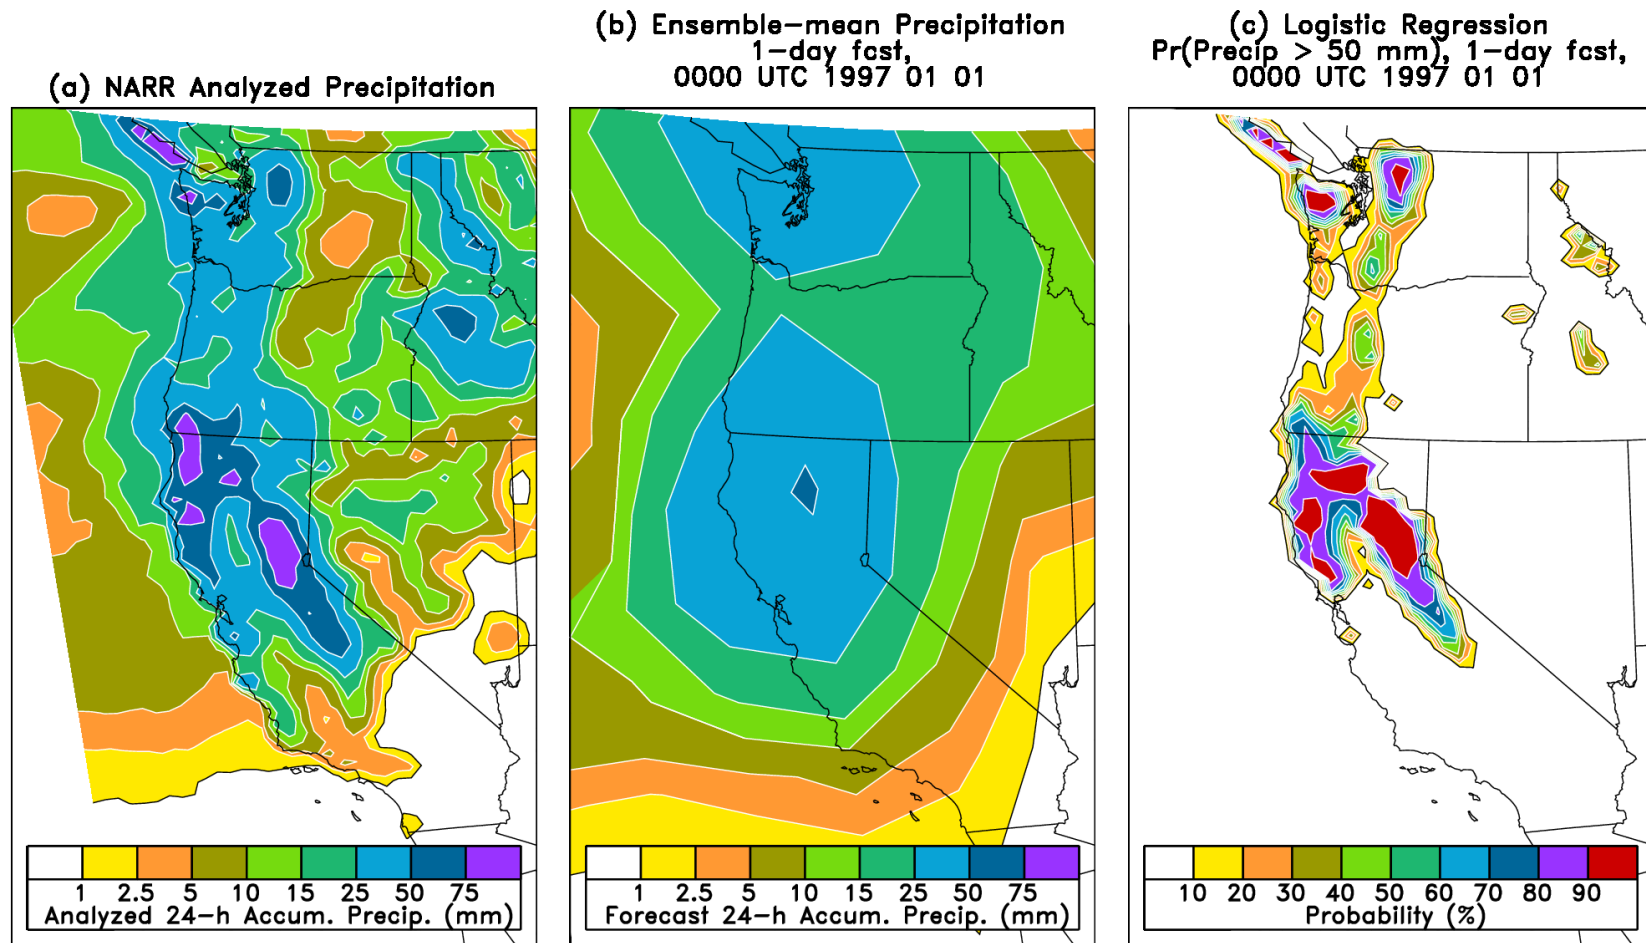 (a) NARR Analyzed Precipitation
1 2.5 5 10 15 25 50 75
Analyzed 24-h Accum. Precip. (mm)
(b) Ensemble-mean Precipitation
1-day fcst,
0000 UTC 1997 01 01
1 2.5 5 10 15 25 50 75
Forecast 24-h Accum. Precip. (mm)
(c) Logistic Regression
Pr(Precip > 50 mm), 1-day fcst,
0000 UTC 1997 01 01
10 20 30 40 50 60 70 80 90
Probability (%)